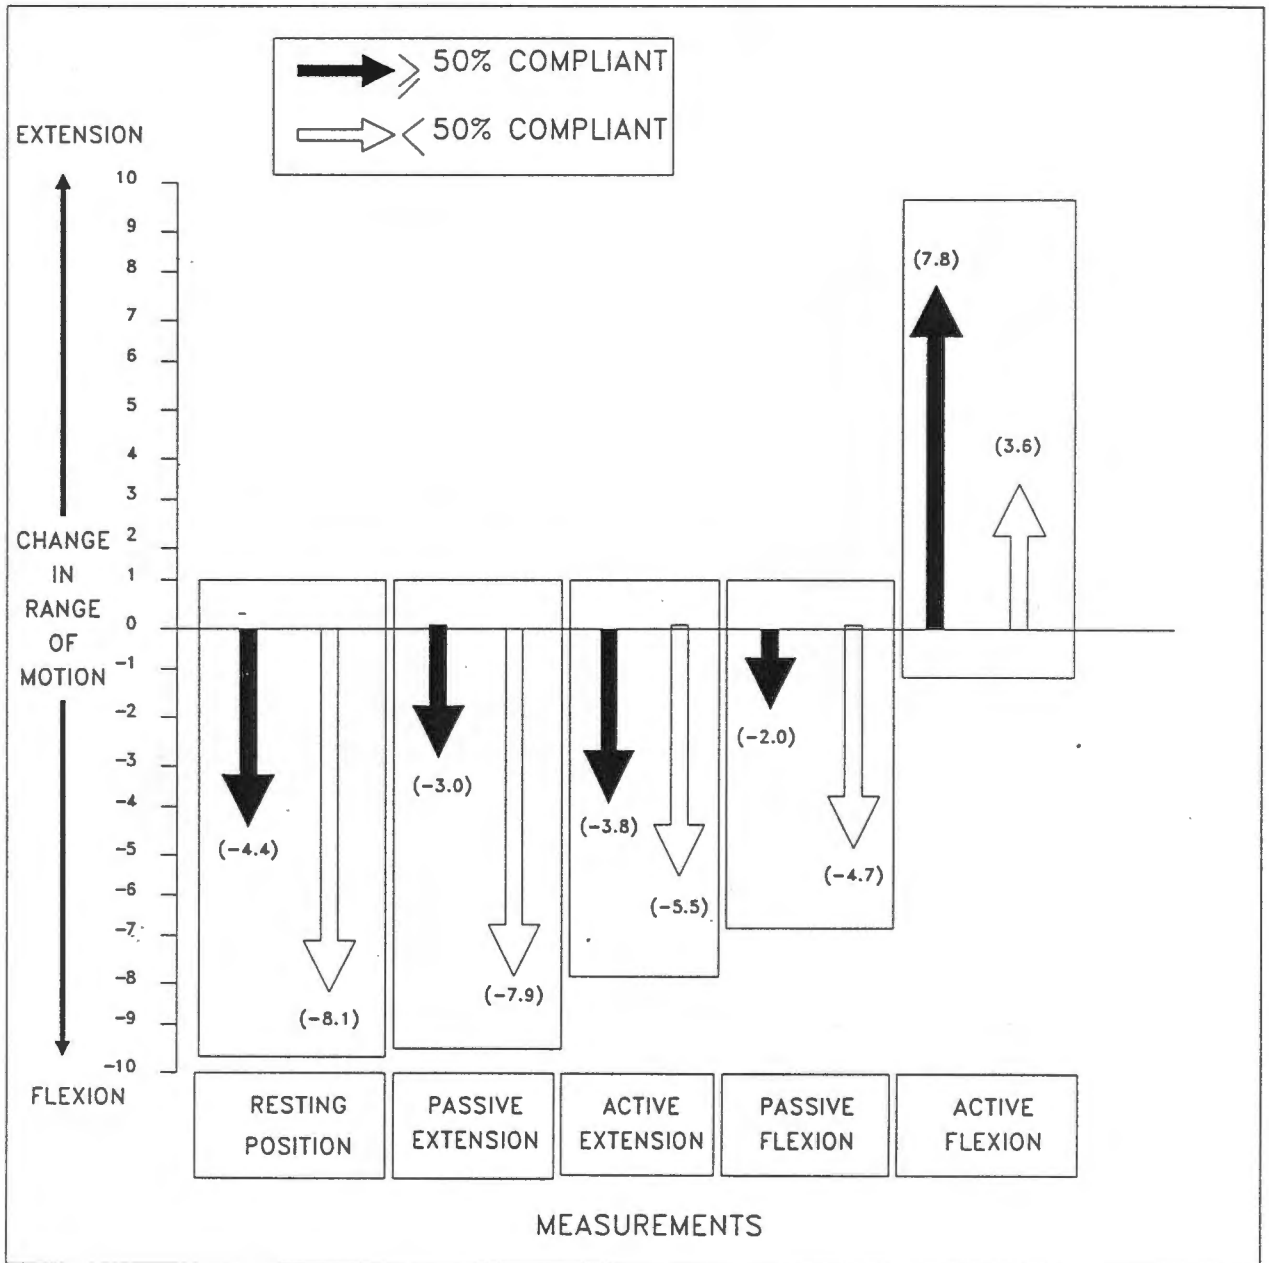 ⩾ 50% COMPLIANT
< 50% COMPLIANT
EXTENSION
10
9
8
7
6
5
4
3
2
1
0
-1
-2
-3
-4
-5
-6
-7
-8
-9
-10
CHANGE
IN
RANGE
OF
MOTION
FLEXION
(-4.4)
(-8.1)
(-3.0)
(-7.9)
(-3.8)
(-5.5)
(-2.0)
(-4.7)
(7.8)
(3.6)
RESTING
POSITION
PASSIVE
EXTENSION
ACTIVE
EXTENSION
PASSIVE
FLEXION
ACTIVE
FLEXION
MEASUREMENTS